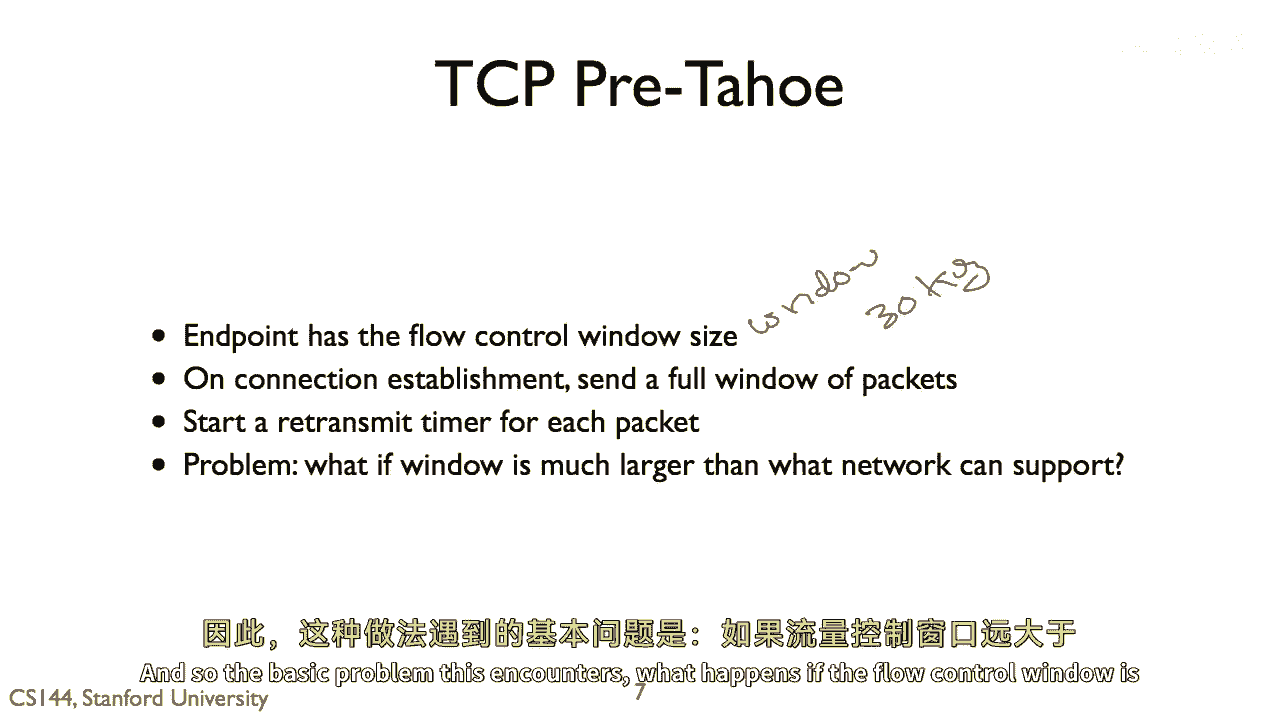 TCP Pre-Tahoe
window
30 KB
• Endpoint has the flow control window size
• On connection establishment, send a full window of packets
• Start a retransmit timer for each packet
• Problem: what if window is much larger than what network can support?
因此，这种做法遇到的基本问题是：如果流量控制窗口远大于
And so the basic problem this encounters, what happens if the flow control window is
CS144, Stanford University
7